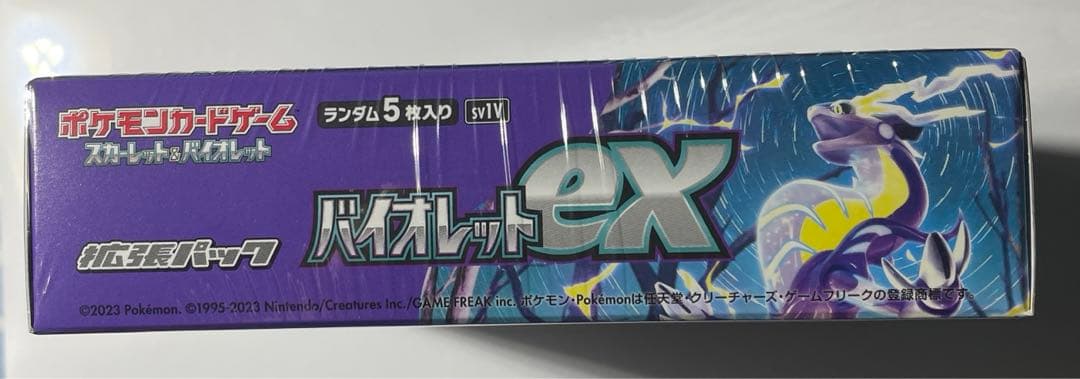 ポケモンカードゲーム
スカーレット&バイオレット
ランダム5枚入り sv1V
バイオレットex
拡張パック
©2023 Pokémon. ©1995-2023 Nintendo/Creatures Inc./GAME FREAK inc. ポケモン・Pokémonは任天堂・クリーチャーズ・ゲームフリークの登録商標です。